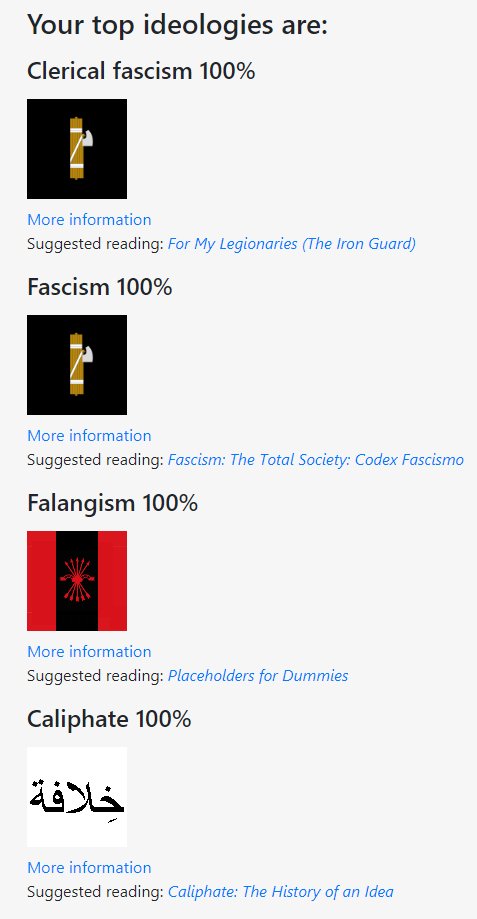 Your top ideologies are:
Clerical fascism 100%
More information
Suggested reading: For My Legionaries (The Iron Guard)
Fascism 100%
More information
Suggested reading: Fascism: The Total Society: Codex Fascismo
Falangism 100%
More information
Suggested reading: Placeholders for Dummies
Caliphate 100%
خِلافة
More information
Suggested reading: Caliphate: The History of an Idea